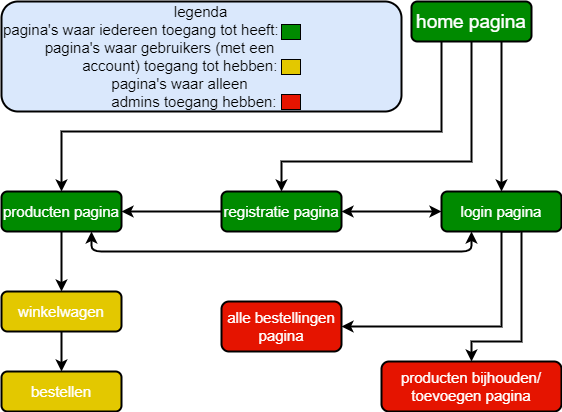 legenda
pagina's waar iedereen toegang tot heeft:
pagina's waar gebruikers (met een
account) toegang tot hebben:
pagina's waar alleen
admins toegang hebben:
home pagina
producten pagina
registratie pagina
login pagina
winkelwagen
alle bestellingen
pagina
bestellen
producten bijhouden/
toevoegen pagina